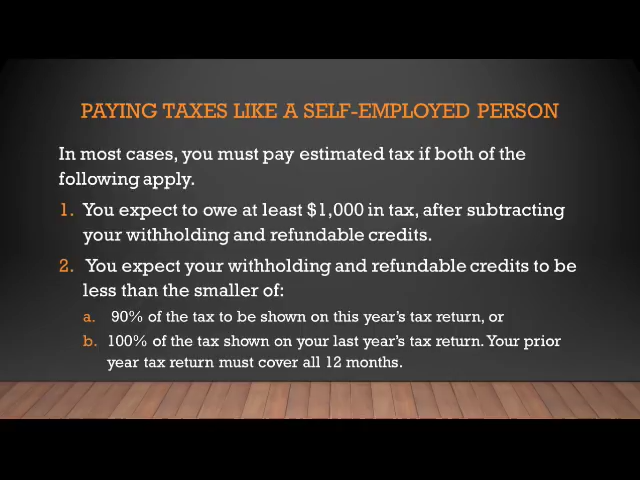 PAYING TAXES LIKE A SELF-EMPLOYED PERSON
In most cases, you must pay estimated tax if both of the
following apply.
1. You expect to owe at least $1,000 in tax, after subtracting
your withholding and refundable credits.
2. You expect your withholding and refundable credits to be
less than the smaller of:
a. 90% of the tax to be shown on this year's tax return, or
b. 100% of the tax shown on your last year's tax return. Your prior
year tax return must cover all 12 months.